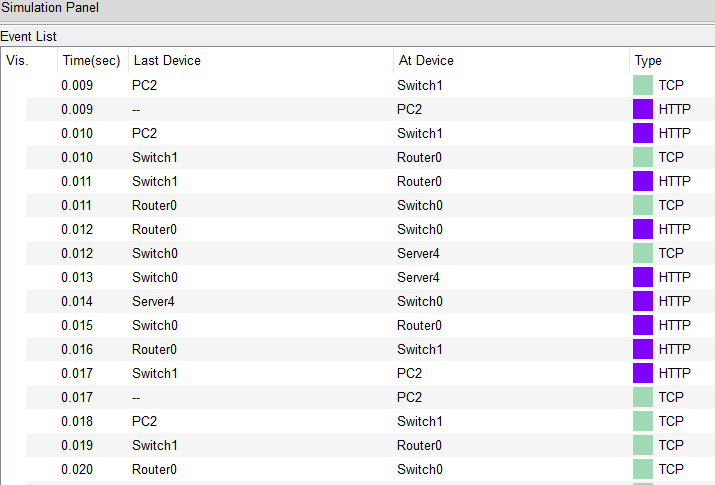 Simulation Panel
Event List
Vis. Time(sec) Last Device At Device Type
0.009 PC2 Switch1 TCP
0.009 -- PC2 HTTP
0.010 PC2 Switch1 HTTP
0.010 Switch1 Router0 TCP
0.011 Switch1 Router0 HTTP
0.011 Router0 Switch0 TCP
0.012 Router0 Switch0 HTTP
0.012 Switch0 Server4 TCP
0.013 Switch0 Server4 HTTP
0.014 Server4 Switch0 HTTP
0.015 Switch0 Router0 HTTP
0.016 Router0 Switch1 HTTP
0.017 Switch1 PC2 HTTP
0.017 -- PC2 TCP
0.018 PC2 Switch1 TCP
0.019 Switch1 Router0 TCP
0.020 Router0 Switch0 TCP